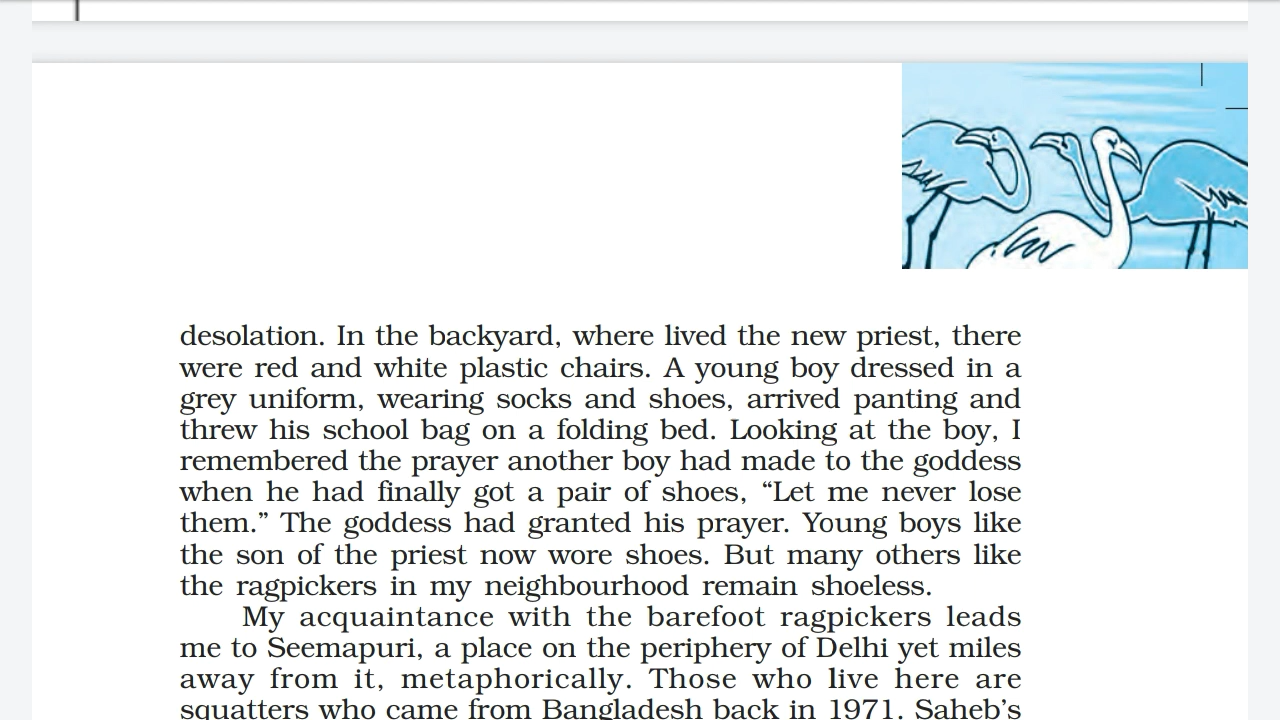 desolation. In the backyard, where lived the new priest, there
were red and white plastic chairs. A young boy dressed in a
grey uniform, wearing socks and shoes, arrived panting and
threw his school bag on a folding bed. Looking at the boy, I
remembered the prayer another boy had made to the goddess
when he had finally got a pair of shoes, “Let me never lose
them.” The goddess had granted his prayer. Young boys like
the son of the priest now wore shoes. But many others like
the ragpickers in my neighbourhood remain shoeless.
My acquaintance with the barefoot ragpickers leads
me to Seemapuri, a place on the periphery of Delhi yet miles
away from it, metaphorically. Those who live here are
squatters who came from Bangladesh back in 1971. Saheb’s